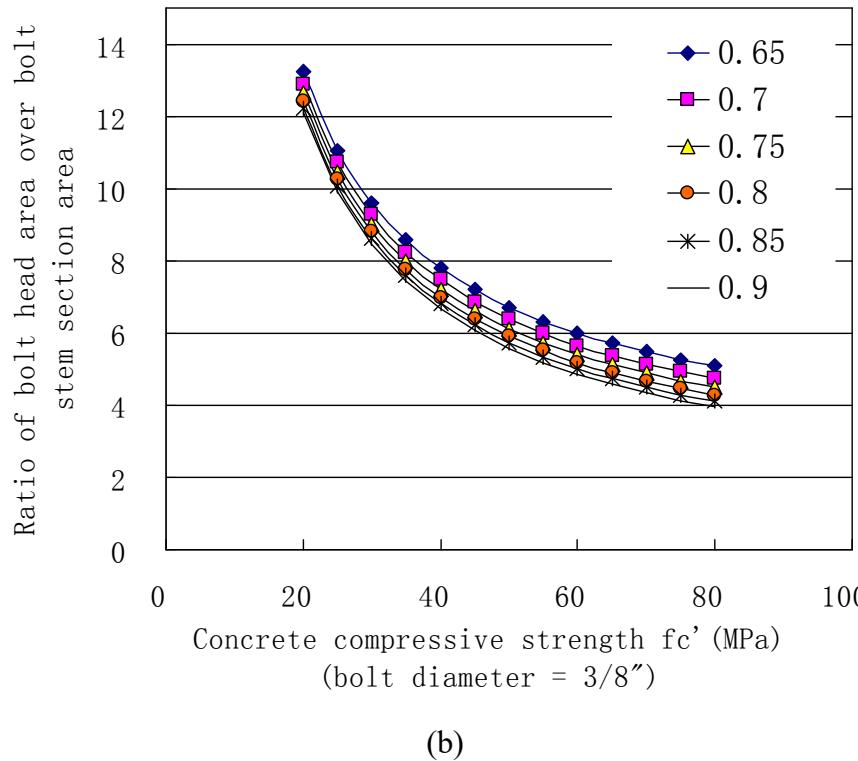 Ratio of bolt head area over bolt
stem section area
14
12
10
8
6
4
2
0
0.65
0.7
0.75
0.8
0.85
0.9
0 20 40 60 80 100
Concrete compressive strength fc'(MPa)
(bolt diameter = 3/8″)
(b)